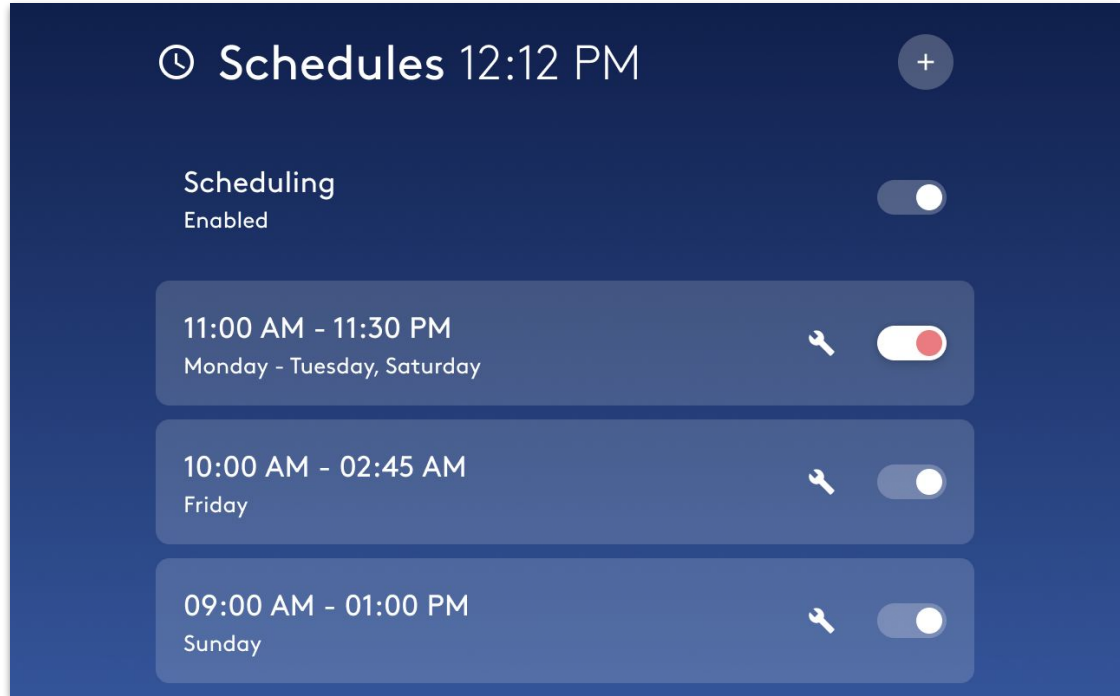 Schedules 12:12 PM
+
Scheduling
Enabled
11:00 AM - 11:30 PM
Monday - Tuesday, Saturday
10:00 AM - 02:45 AM
Friday
09:00 AM - 01:00 PM
Sunday